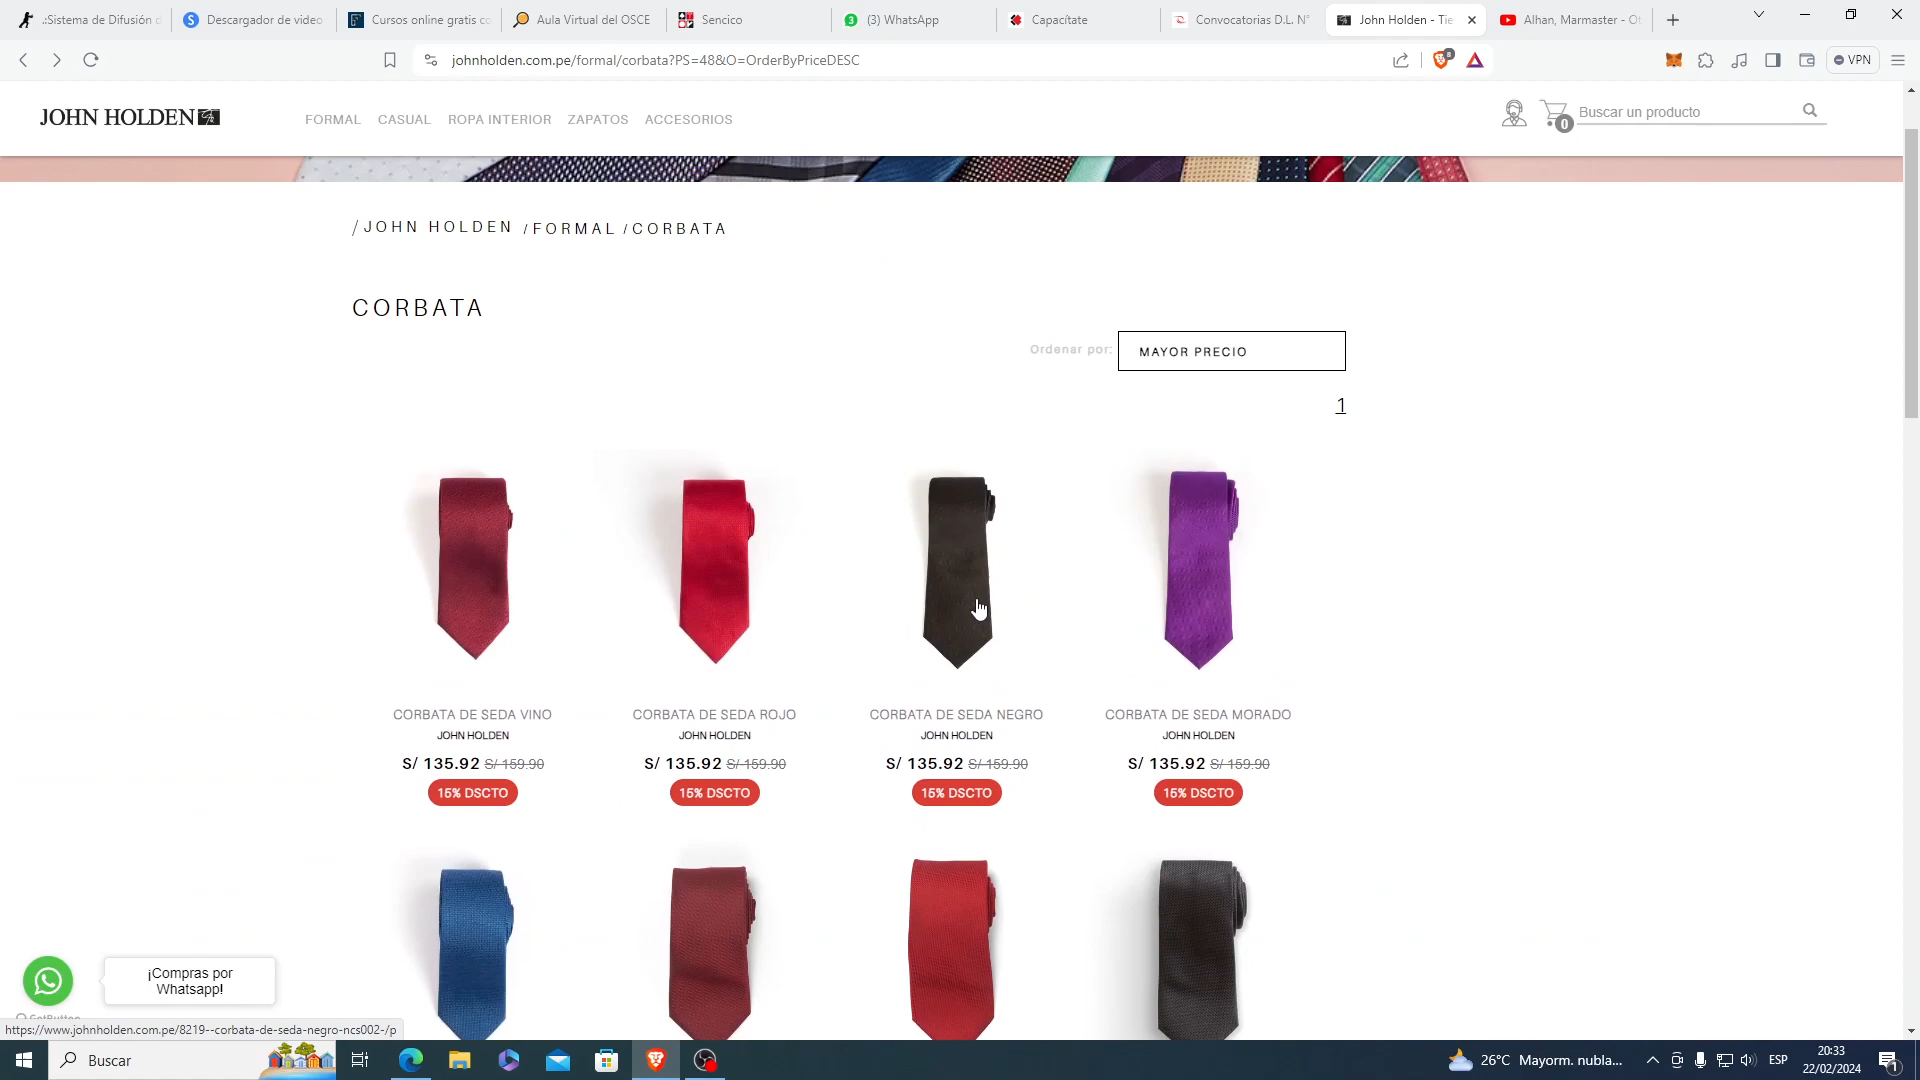 .:Sistema de Difusión d
Descargador de video
Cursos online gratis co
Aula Virtual del OSCE
Sencico
3
(3) WhatsApp
Capacítate
Convocatorias D.L. N°
John Holden - Tie
Alhan, Marmaster - Ot
johnholden.com.pe/formal/corbata?PS=48&O=OrderByPriceDESC
8
VPN
JOHN HOLDEN
FORMAL CASUAL ROPA INTERIOR ZAPATOS ACCESORIOS
0
Buscar un producto
/ JOHN HOLDEN / FORMAL / CORBATA
CORBATA
Ordenar por: MAYOR PRECIO
1
CORBATA DE SEDA VINO
JOHN HOLDEN
S/ 135.92 S/ 159.90
15% DSCTO
CORBATA DE SEDA ROJO
JOHN HOLDEN
S/ 135.92 S/ 159.90
15% DSCTO
CORBATA DE SEDA NEGRO
JOHN HOLDEN
S/ 135.92 S/ 159.90
15% DSCTO
CORBATA DE SEDA MORADO
JOHN HOLDEN
S/ 135.92 S/ 159.90
15% DSCTO
¡Compras por
Whatsapp!
GetButton
https://www.johnholden.com.pe/8219--corbata-de-seda-negro-ncs002-/p
Buscar
26°C Mayorm. nubla...
ESP
20:33
22/02/2024
1